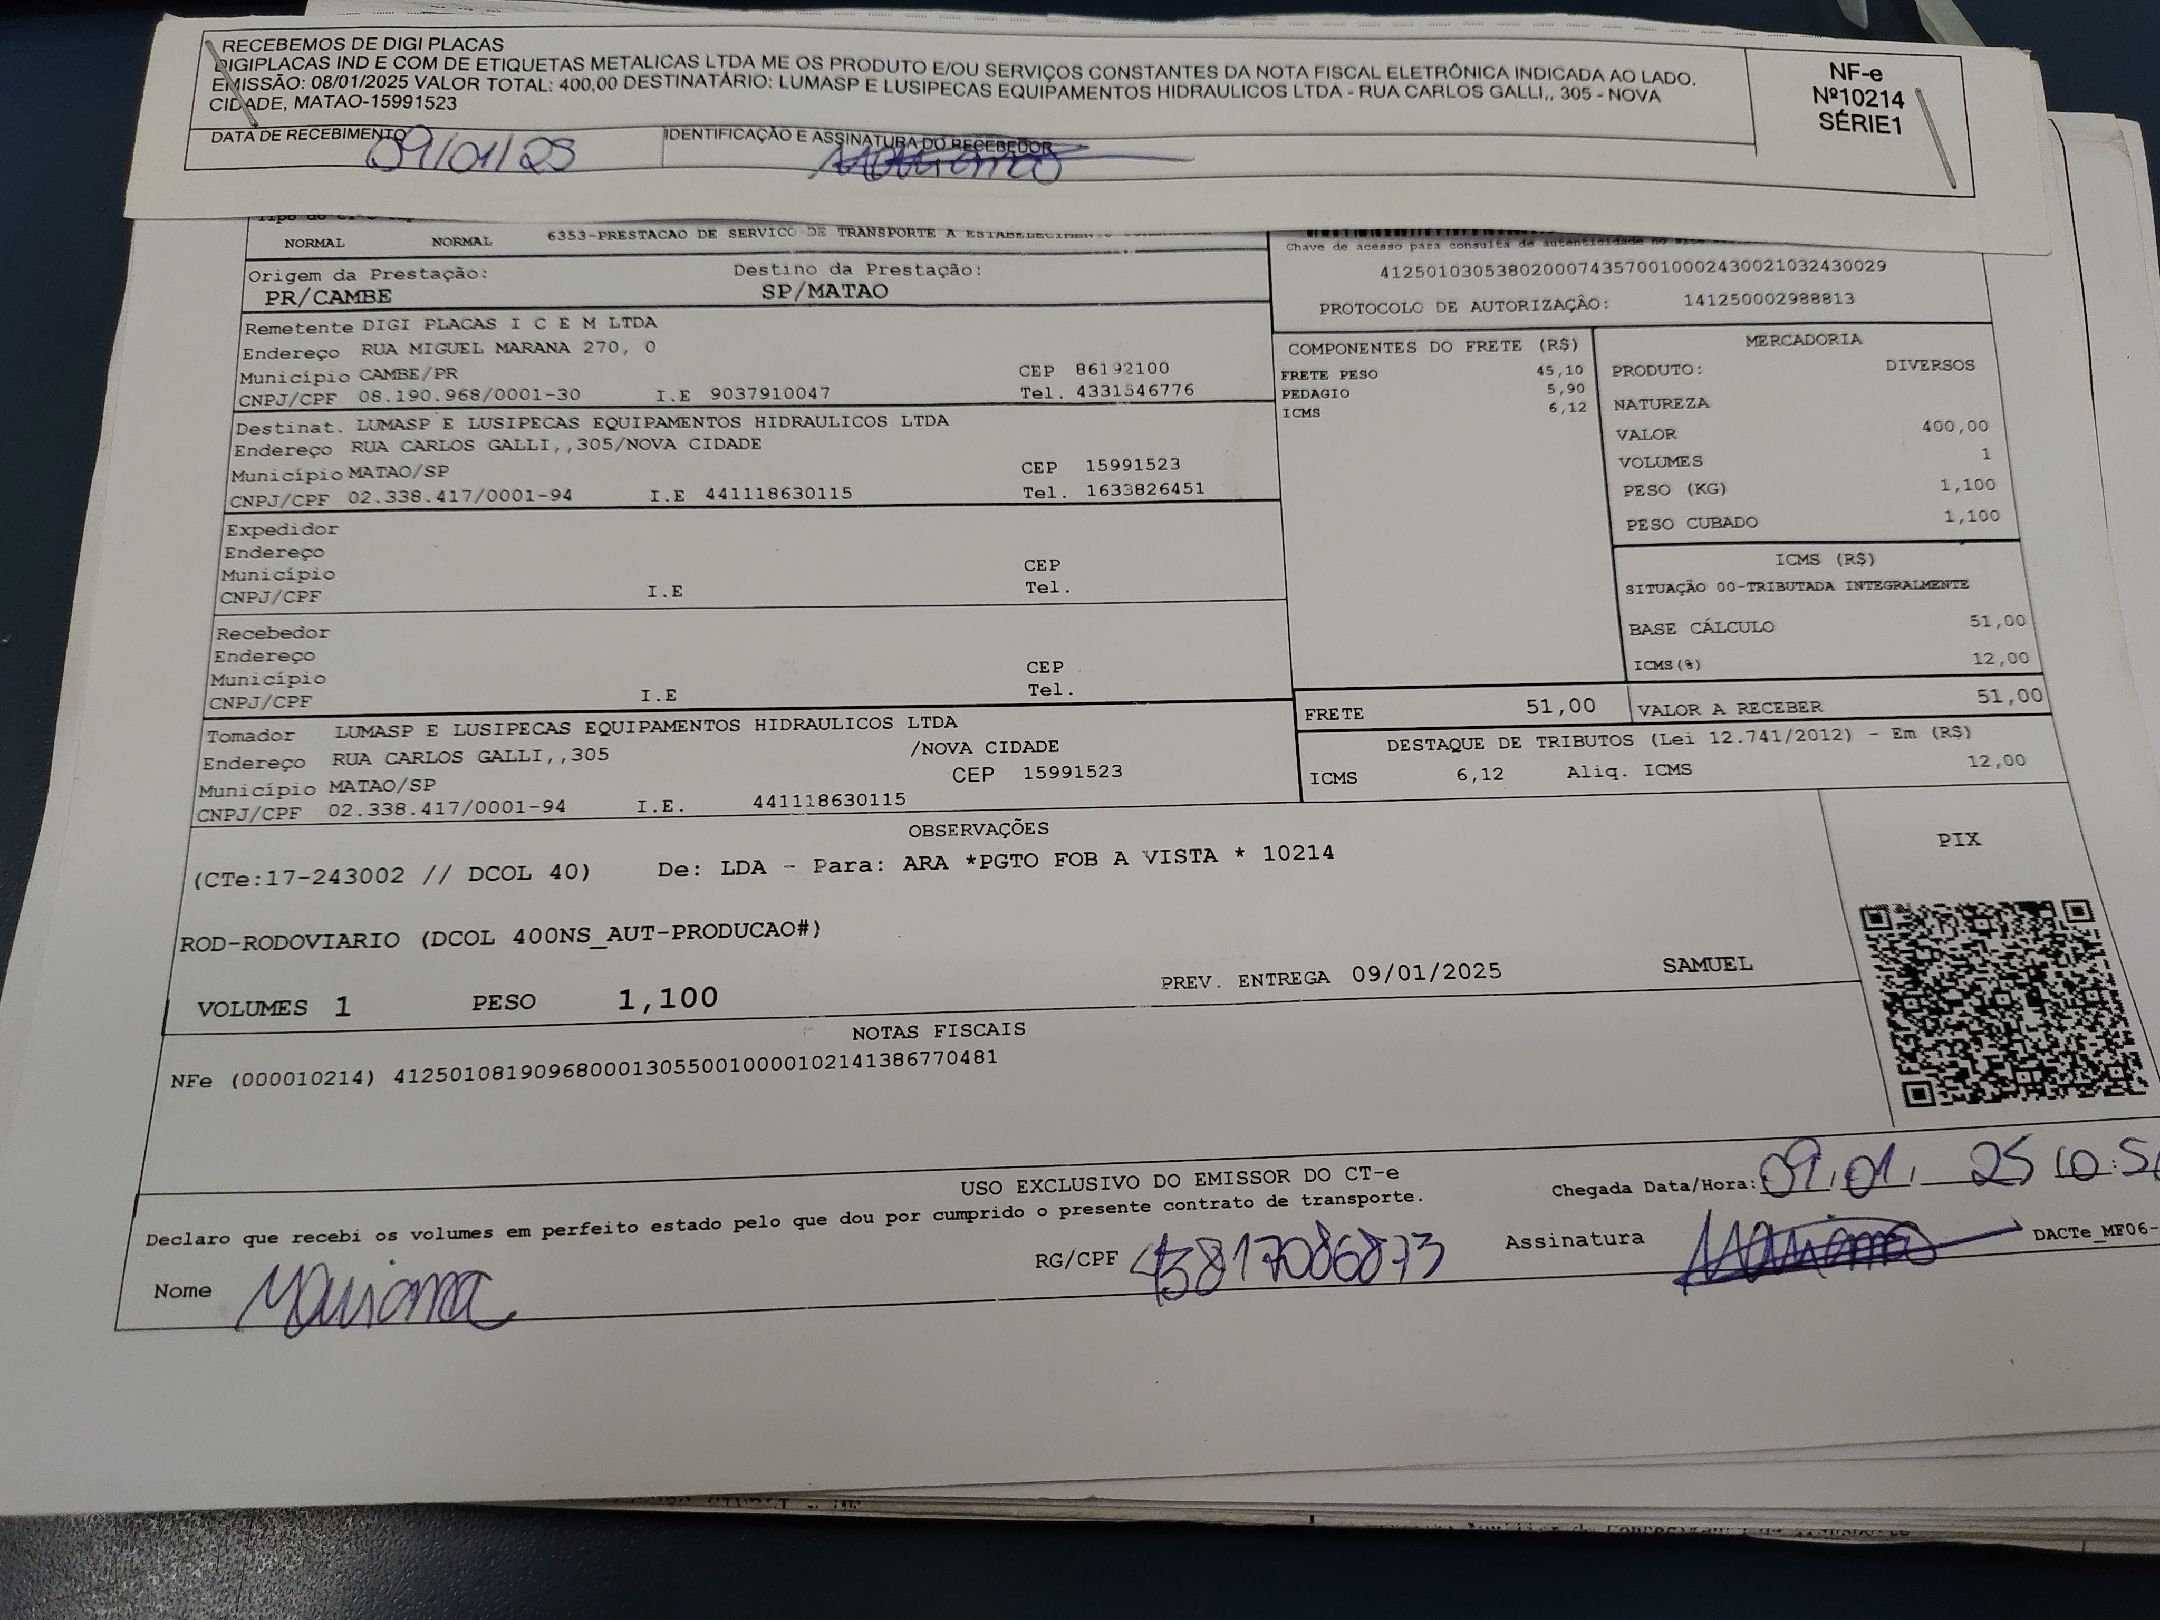 RECEBEMOS DE DIGI PLACAS
DIGIPLACAS IND E COM DE ETIQUETAS METALICAS LTDA ME OS PRODUTO E/OU SERVIÇOS CONSTANTES DA NOTA FISCAL ELETRÔNICA INDICADA AO LADO.
EMISSÃO: 08/01/2025 VALOR TOTAL: 400,00 DESTINATÁRIO: LUMASP E LUSIPECAS EQUIPAMENTOS HIDRAULICOS LTDA - RUA CARLOS GALLI,, 305 - NOVA
CIDADE, MATAO-15991523
NF-e
Nº10214
SÉRIE1
DATA DE RECEBIMENTO 09/01/25
IDENTIFICAÇÃO E ASSINATURA DO RECEBEDOR
NORMAL NORMAL 6353-PRESTACAO DE SERVICO DE TRANSPORTE A
Chave de acesso para consulta de autenticidade no site
41250103053802000743570010002430021032430029
PROTOCOLO DE AUTORIZAÇÃO: 141250002988813
Origem da Prestação: Destino da Prestação:
PR/CAMBE SP/MATAO
Remetente DIGI PLACAS I C E M LTDA
Endereço RUA MIGUEL MARANA 270, 0
Município CAMBE/PR CEP 86192100
CNPJ/CPF 08.190.968/0001-30 I.E 9037910047 Tel. 4331546776
Destinat. LUMASP E LUSIPECAS EQUIPAMENTOS HIDRAULICOS LTDA
Endereço RUA CARLOS GALLI,,305/NOVA CIDADE
Município MATAO/SP CEP 15991523
CNPJ/CPF 02.338.417/0001-94 I.E 441118630115 Tel. 1633826451
Expedidor
Endereço
Município CEP
CNPJ/CPF I.E Tel.
Recebedor
Endereço
Município CEP
CNPJ/CPF I.E Tel.
Tomador LUMASP E LUSIPECAS EQUIPAMENTOS HIDRAULICOS LTDA
Endereço RUA CARLOS GALLI,,305 /NOVA CIDADE
Município MATAO/SP CEP 15991523
CNPJ/CPF 02.338.417/0001-94 I.E. 441118630115
COMPONENTES DO FRETE (R$)
FRETE PESO 45,10
PEDAGIO 5,90
ICMS 6,12
MERCADORIA
PRODUTO: DIVERSOS
NATUREZA
VALOR 400,00
VOLUMES 1
PESO (KG) 1,100
PESO CUBADO 1,100
ICMS (R$)
SITUAÇÃO 00-TRIBUTADA INTEGRALMENTE
BASE CÁLCULO 51,00
ICMS(%) 12,00
FRETE 51,00 VALOR A RECEBER 51,00
DESTAQUE DE TRIBUTOS (Lei 12.741/2012) - Em (R$)
ICMS 6,12 Aliq. ICMS 12,00
OBSERVAÇÕES
(CTe:17-243002 // DCOL 40) De: LDA - Para: ARA *PGTO FOB A VISTA * 10214
PIX
ROD-RODOVIARIO (DCOL 400NS_AUT-PRODUCAO#)
VOLUMES 1 PESO 1,100 PREV. ENTREGA 09/01/2025 SAMUEL
NOTAS FISCAIS
NFe (000010214) 41250108190968000130550010000102141386770481
USO EXCLUSIVO DO EMISSOR DO CT-e
Declaro que recebi os volumes em perfeito estado pelo que dou por cumprido o presente contrato de transporte.
Chegada Data/Hora: 09.01.25 10:5
Nome Mariana RG/CPF 45817086873 Assinatura Mariana DACTe_MF06-